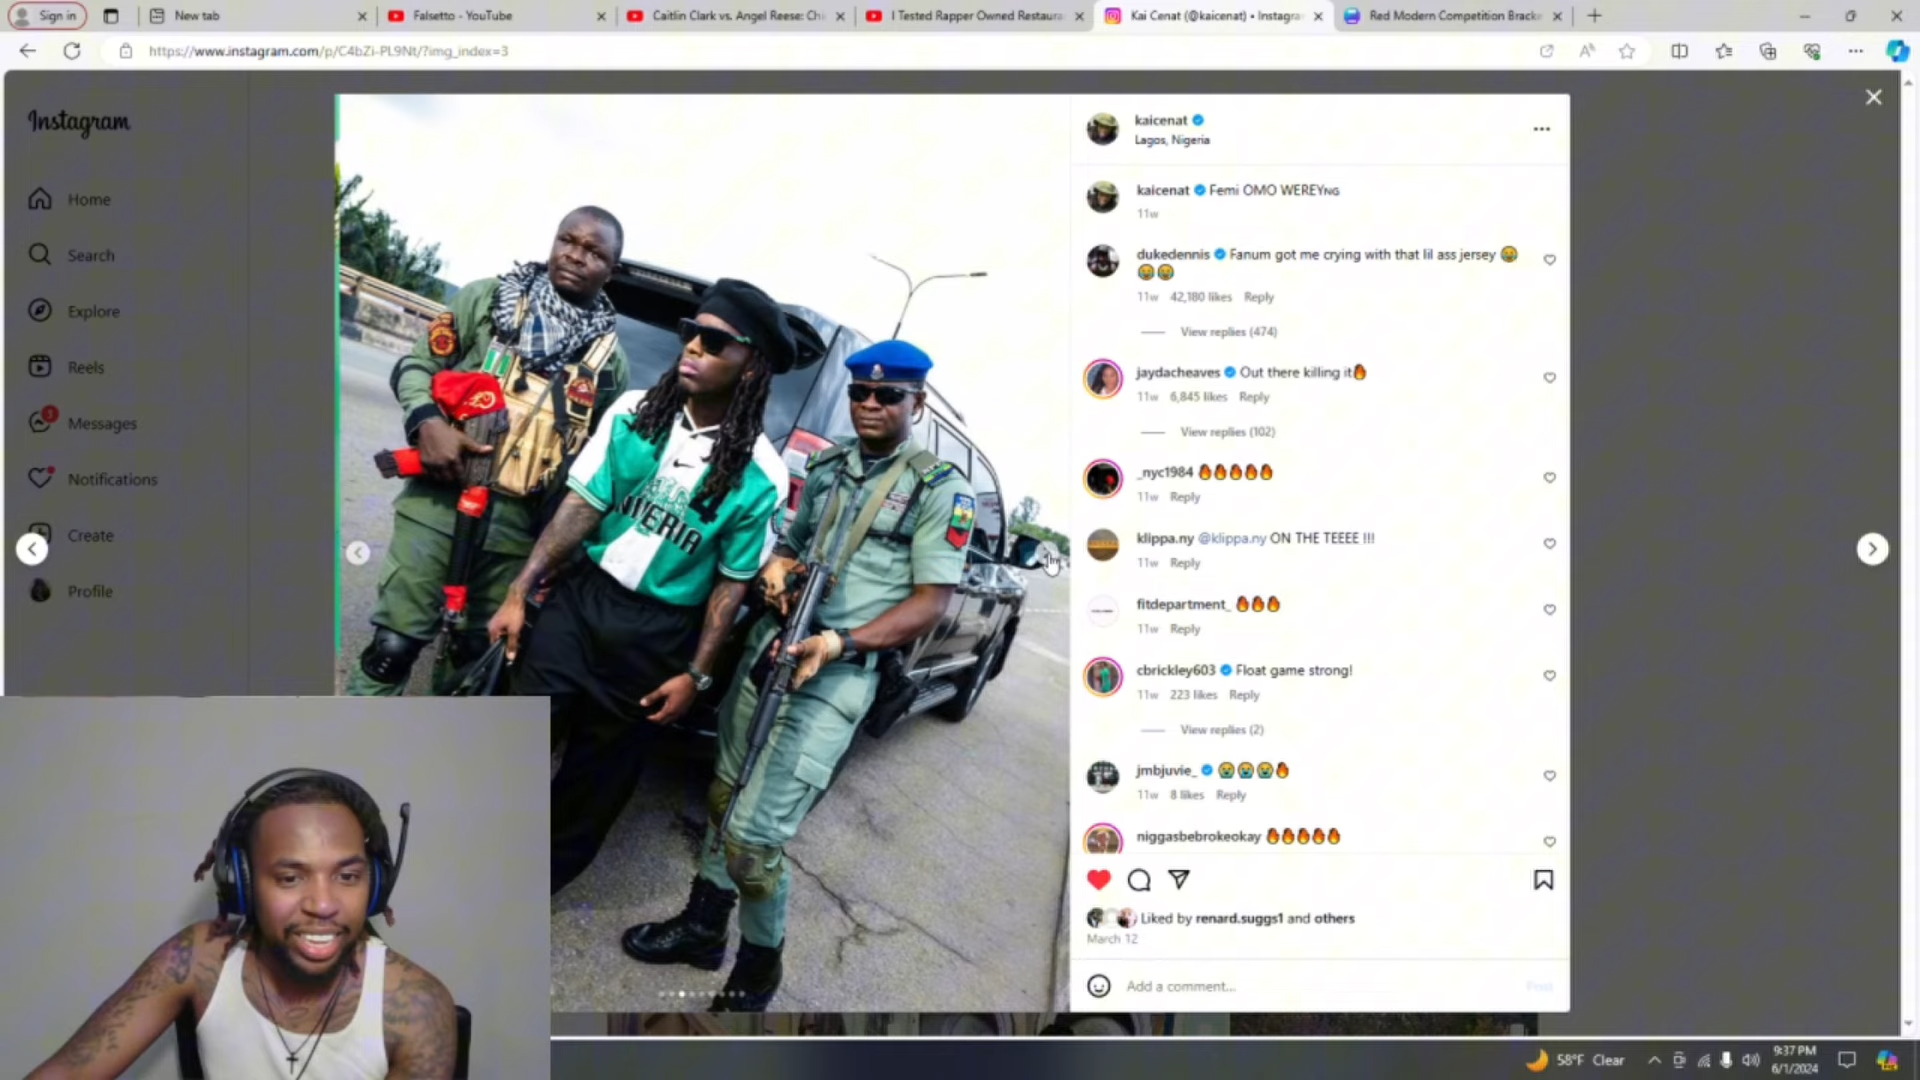 Sign in
New tab
Falsetto - YouTube
Caitlin Clark vs. Angel Reese: Chi
I Tested Rapper Owned Restaura
Kai Cenat (@kaicenat) • Instagra
Red Modern Competition Bracke
https://www.instagram.com/p/C4bZi-PL9Nt/?img_index=3
Instagram
Home
Search
Explore
Reels
Messages
Notifications
Create
Profile
NIGERIA
kaicenat
Lagos, Nigeria
kaicenat Femi OMO WEREYNG
11w
dukedennis Fanum got me crying with that lil ass jersey 😭
😭😭
11w 42,180 likes Reply
View replies (474)
jaydacheaves Out there killing it🔥
11w 6,845 likes Reply
View replies (102)
_nyc1984 🔥🔥🔥🔥🔥
11w Reply
klippa.ny @klippa.ny ON THE TEEEE !!!
11w Reply
fitdepartment_ 🔥🔥🔥
11w Reply
cbrickley603 Float game strong!
11w 223 likes Reply
View replies (2)
jmbjuvie_ 😭😭😭🔥
11w 8 likes Reply
niggasbebrokeokay 🔥🔥🔥🔥🔥
Liked by renard.suggs1 and others
March 12
Add a comment...
Post
58°F Clear
9:37 PM
6/1/2024